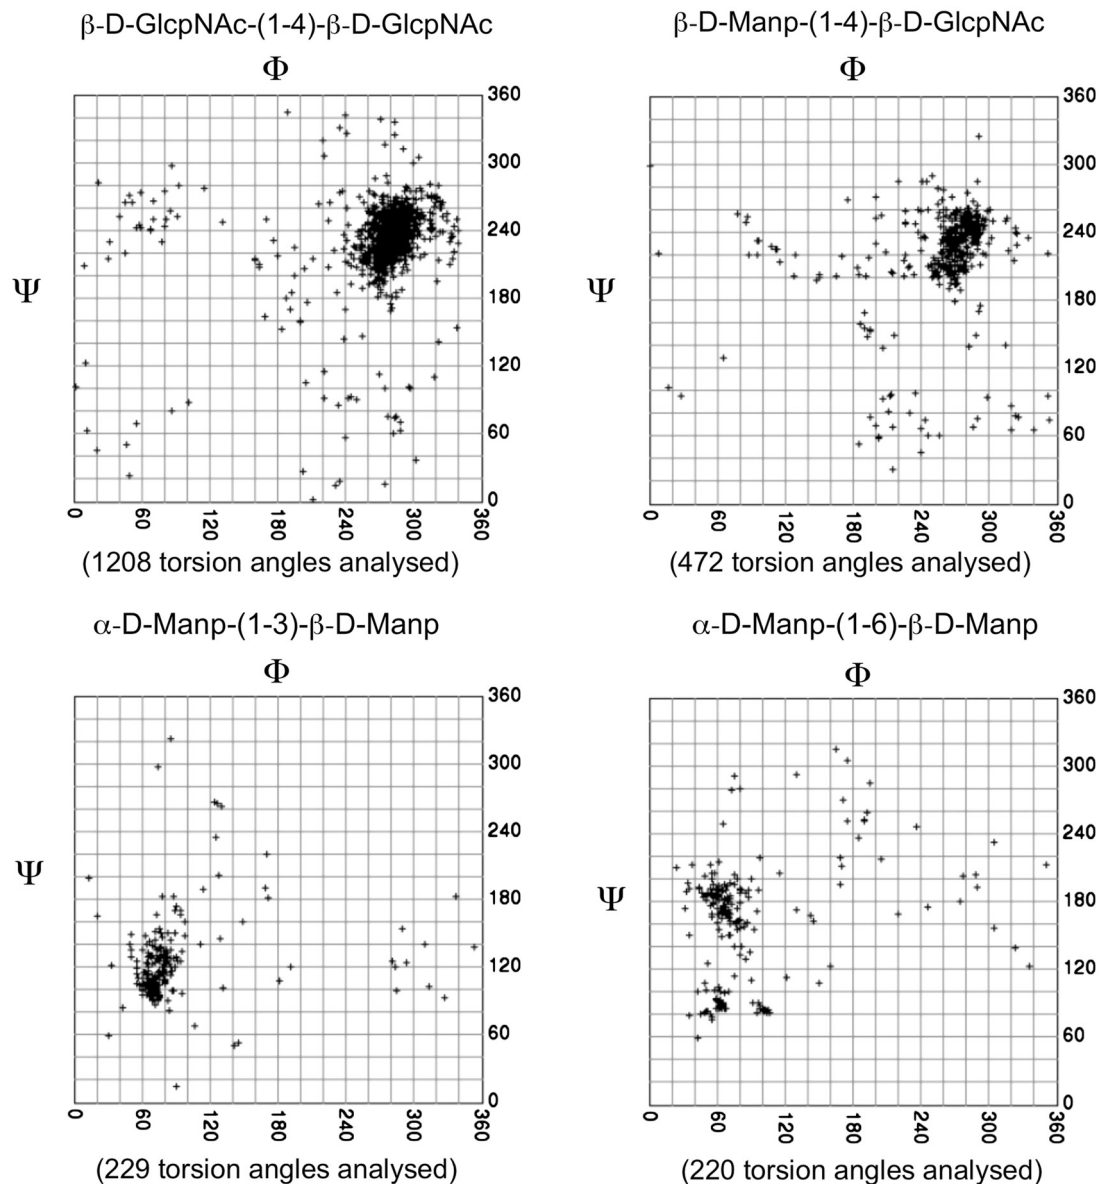 β-D-GlcpNAc-(1-4)-β-D-GlcpNAc
Φ
360
300
240
180
120
60
0
Ψ
0 60 120 180 240 300 360
(1208 torsion angles analysed)
β-D-Manp-(1-4)-β-D-GlcpNAc
Φ
360
300
240
180
120
60
0
Ψ
0 60 120 180 240 300 360
(472 torsion angles analysed)
α-D-Manp-(1-3)-β-D-Manp
Φ
360
300
240
180
120
60
0
Ψ
0 60 120 180 240 300 360
(229 torsion angles analysed)
α-D-Manp-(1-6)-β-D-Manp
Φ
360
300
240
180
120
60
0
Ψ
0 60 120 180 240 300 360
(220 torsion angles analysed)